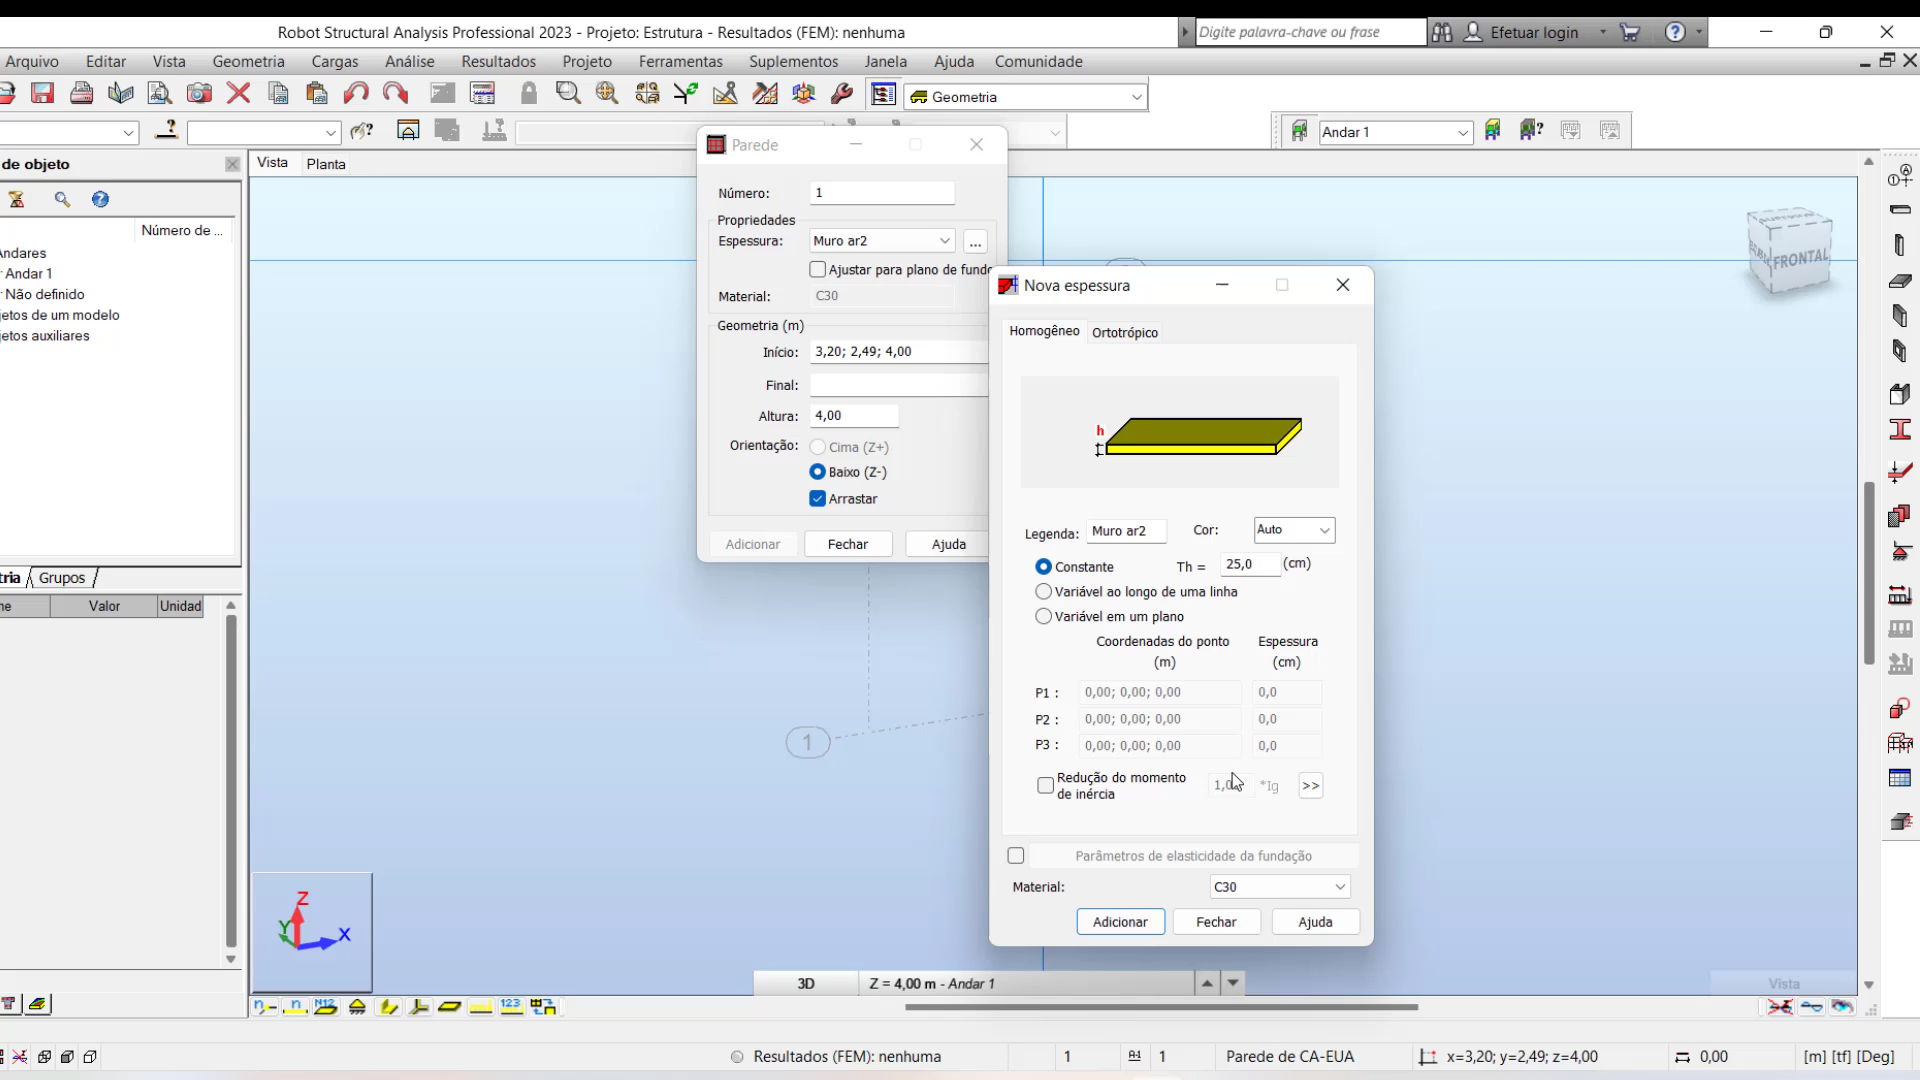 Robot Structural Analysis Professional 2023 - Projeto: Estrutura - Resultados (FEM): nenhuma
Digite palavra-chave ou frase
Efetuar login
Arquivo Editar Vista Geometria Cargas Análise Resultados Projeto Ferramentas Suplementos Janela Ajuda Comunidade
Geometria
Andar 1
de objeto
Vista Planta
Número de ...
Andares
Andar 1
Não definido
jetos de um modelo
jetos auxiliares
tria Grupos
me Valor Unidad
Parede
Número: 1
Propriedades
Espessura: Muro ar2 ...
Ajustar para plano de fundo
Material: C30
Geometria (m)
Início: 3,20; 2,49; 4,00
Final:
Altura: 4,00
Orientação: Cima (Z+)
Baixo (Z-)
Arrastar
Adicionar Fechar Ajuda
Nova espessura
Homogêneo Ortotrópico
h
Legenda: Muro ar2 Cor: Auto
Constante Th = 25,0 (cm)
Variável ao longo de uma linha
Variável em um plano
Coordenadas do ponto Espessura
(m) (cm)
P1 : 0,00; 0,00; 0,00 0,0
P2 : 0,00; 0,00; 0,00 0,0
P3 : 0,00; 0,00; 0,00 0,0
Redução do momento
de inércia
*Ig >>
Parâmetros de elasticidade da fundação
Material: C30
Adicionar Fechar Ajuda
FRONTAL
1
Z
Y
X
3D Z = 4,00 m - Andar 1
Vista
Resultados (FEM): nenhuma 1 1 Parede de CA-EUA x=3,20; y=2,49; z=4,00 0,00 [m] [tf] [Deg]